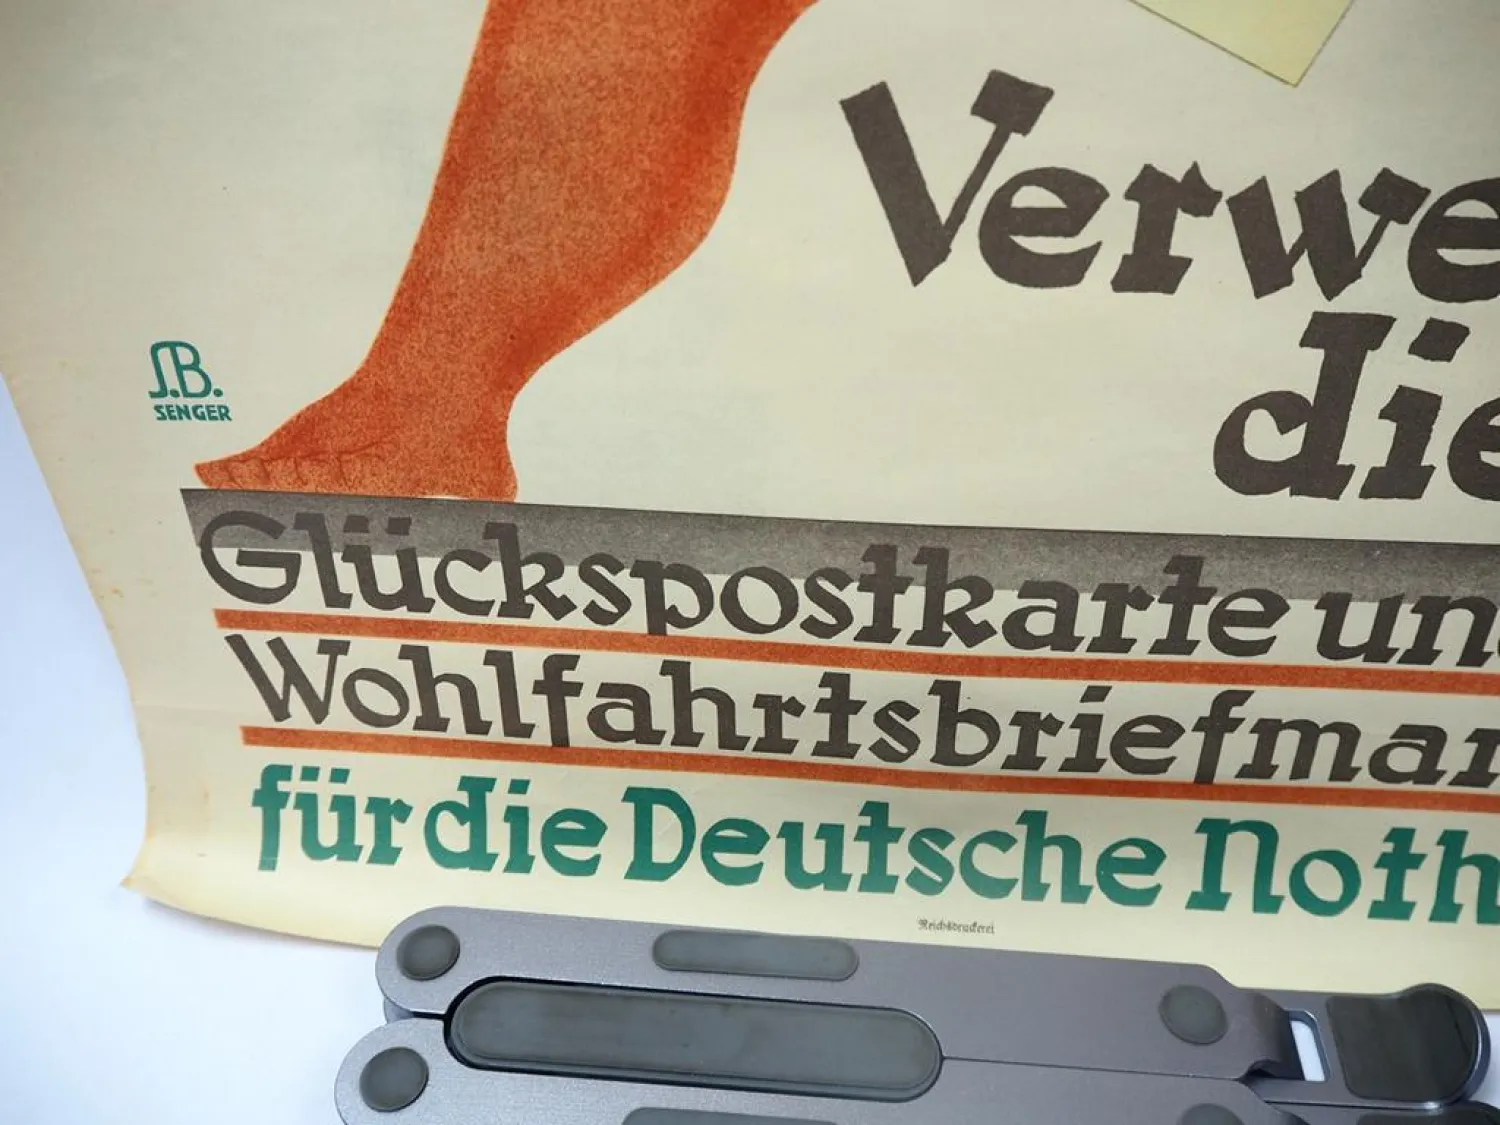 Verwe
die
J.B.
SENGER
Glückspostkarte un
Wohlfahrtsbriefmar
für die Deutsche Noth
Reichsdruckerei